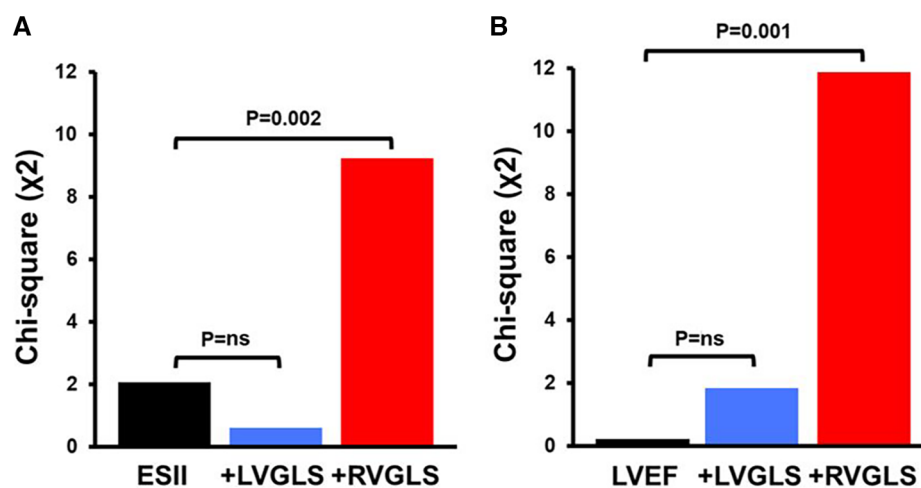 A
P=0.002
P=ns
Chi-square (χ2)
12
10
8
6
4
2
0
ESII +LVGLS +RVGLS
B
P=0.001
P=ns
Chi-square (χ2)
12
10
8
6
4
2
0
LVEF +LVGLS +RVGLS